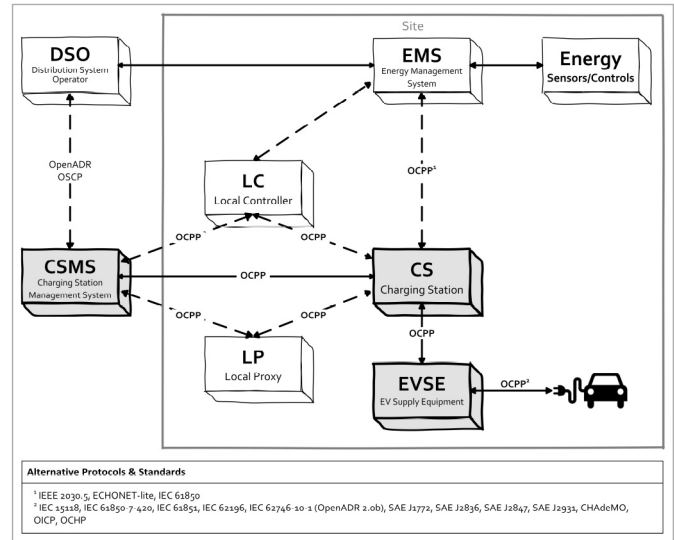 Site
DSO
Distribution System
Operator
EMS
Energy Management
System
Energy
Sensors/Controls
OpenADR
OSCP
OCPP¹
LC
Local Controller
OCPP
OCPP
CSMS
Charging Station
Management System
OCPP
CS
Charging Station
OCPP
OCPP
OCPP
LP
Local Proxy
EVSE
EV Supply Equipment
OCPP²
Alternative Protocols & Standards
¹ IEEE 2030.5, ECHONET-lite, IEC 61850
² IEC 15118, IEC 61850-7-420, IEC 61851, IEC 62196, IEC 62746-10-1 (OpenADR 2.0b), SAE J1772, SAE J2836, SAE J2847, SAE J2931, CHAdeMO,
OICP, OCHP